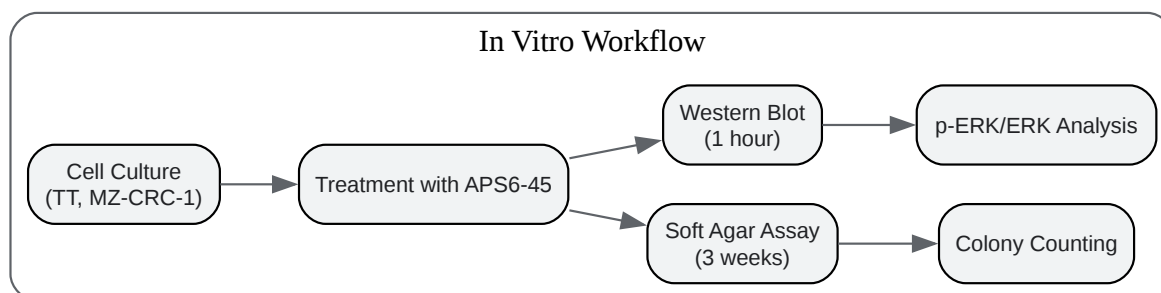 In Vitro Workflow
Cell Culture
(TT, MZ-CRC-1)
Treatment with APS6-45
Western Blot
(1 hour)
p-ERK/ERK Analysis
Soft Agar Assay
(3 weeks)
Colony Counting